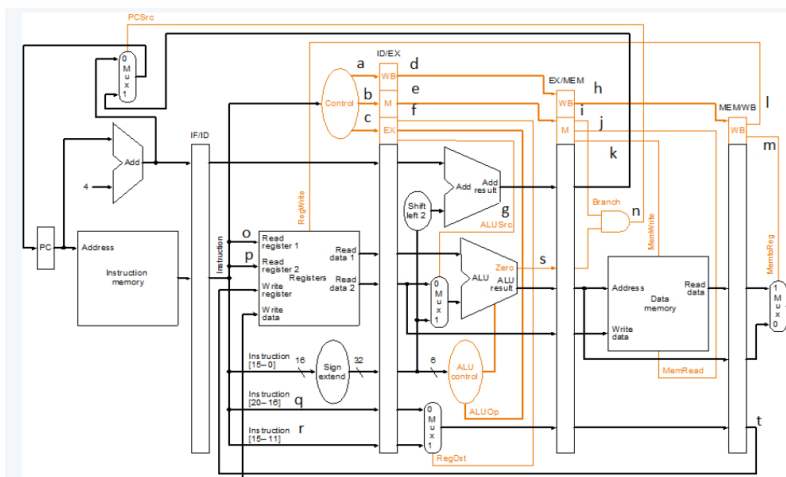 PCSrc
0
M
u
x
1
ID/EX
a
WB
d
EX/MEM
Control
b
M
e
WB
h
l
c
EX
f
i
MEM/WB
M
j
WB
IF/ID
k
m
Add
4
Add
Add
result
Branch
n
Shift
left 2
g
ALUSrc
RegWrite
MemWrite
MemtoReg
PC
Address
Instruction
memory
Instruction
o
Read
register 1
Read
data 1
p
Read
register 2
Registers
Read
data 2
Write
register
Write
data
0
M
u
x
1
Zero
s
ALU
ALU
result
Address
Read
data
Data
memory
Write
data
1
M
u
x
0
Instruction
[15–0]
16
Sign
extend
32
6
ALU
control
MemRead
Instruction
[20–16]
q
ALUOp
Instruction
[15–11]
r
0
M
u
x
1
RegDst
t